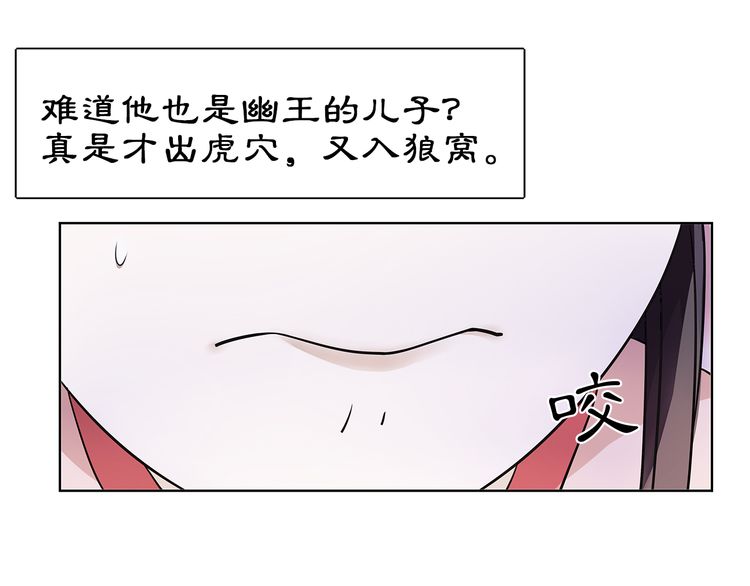 难道他也是幽王的儿子？
真是才出虎穴，又入狼窝。
咬